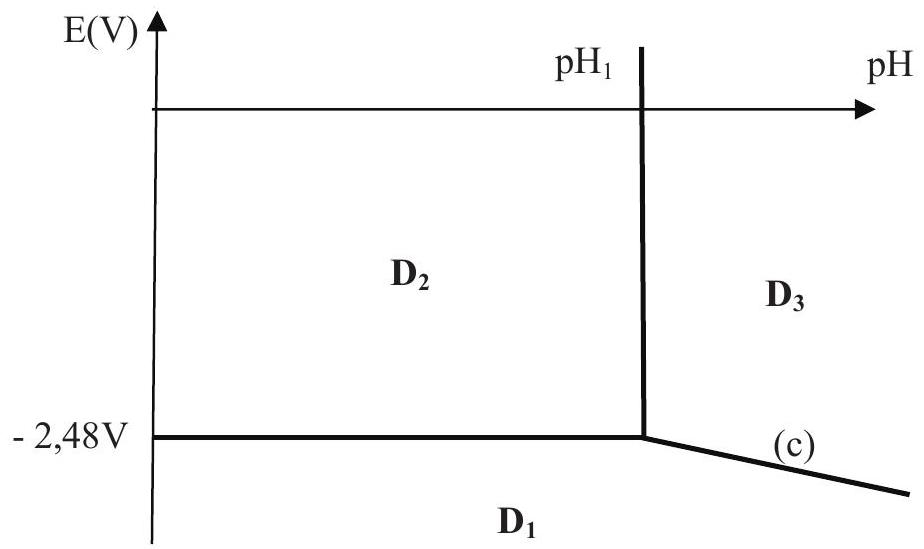 E(V)
pH₁
pH
D₂
D₃
- 2,48V
(c)
D₁